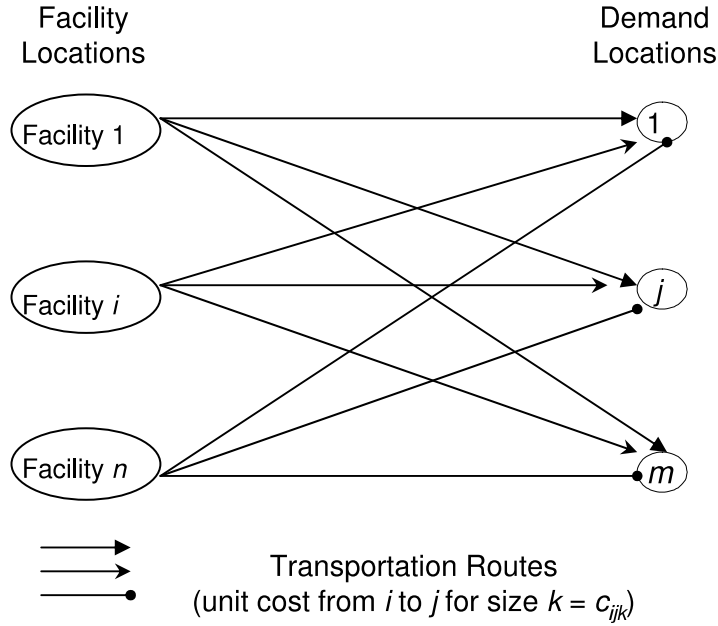 Facility
Locations
Demand
Locations
Facility 1
1
Facility i
j
Facility n
m
Transportation Routes
(unit cost from i to j for size k = cijk)